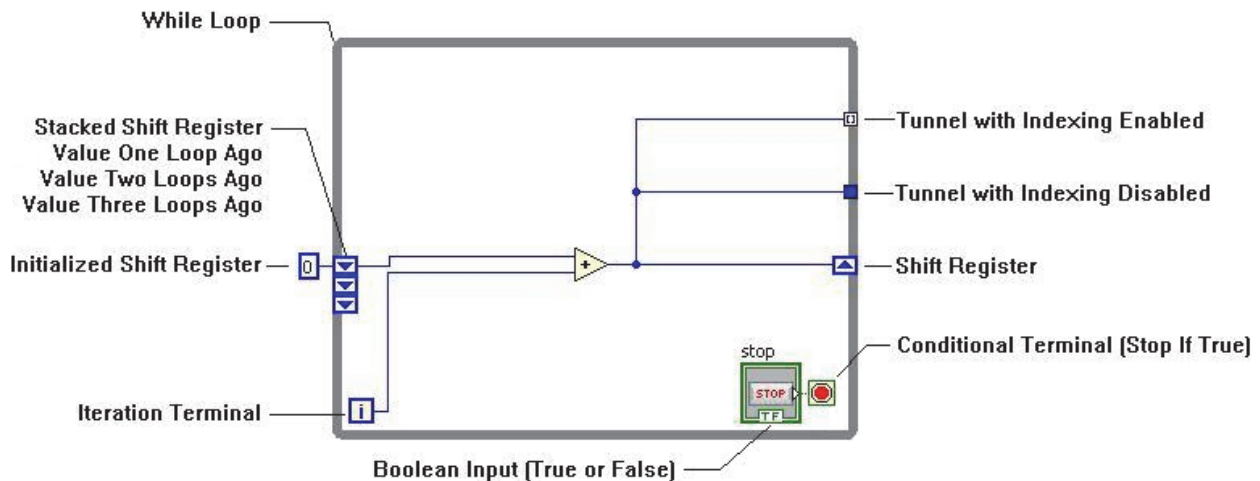 While Loop
Stacked Shift Register
Value One Loop Ago
Value Two Loops Ago
Value Three Loops Ago
Tunnel with Indexing Enabled
Tunnel with Indexing Disabled
Initialized Shift Register
0
+
Shift Register
stop
STOP
TF
Conditional Terminal (Stop If True)
Iteration Terminal
i
Boolean Input (True or False)